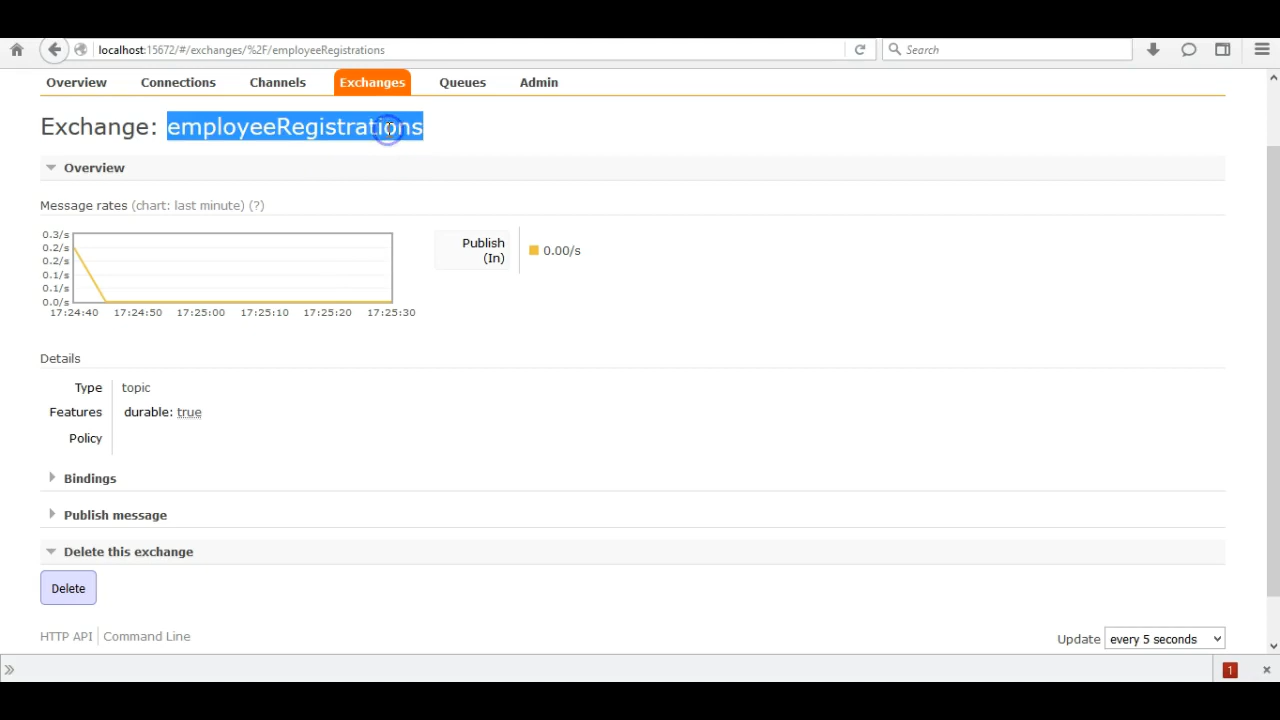 localhost:15672/#/exchanges/%2F/employeeRegistrations
Search
Overview Connections Channels Exchanges Queues Admin
Exchange: employeeRegistrations
Overview
Message rates (chart: last minute) (?)
0.3/s
0.2/s
0.2/s
0.1/s
0.1/s
0.0/s
17:24:40 17:24:50 17:25:00 17:25:10 17:25:20 17:25:30
Publish
(In)
0.00/s
Details
Type topic
Features durable: true
Policy
Bindings
Publish message
Delete this exchange
Delete
HTTP API Command Line
Update every 5 seconds
1